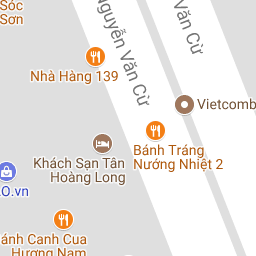 Sóc
Sơn
Nguyễn Văn Cừ
Văn Cừ
Nhà Hàng 139
Vietcomb
Bánh Tráng
Nướng Nhiệt 2
Khách Sạn Tân
Hoàng Long
O.vn
ánh Canh Cua
Hương Nam